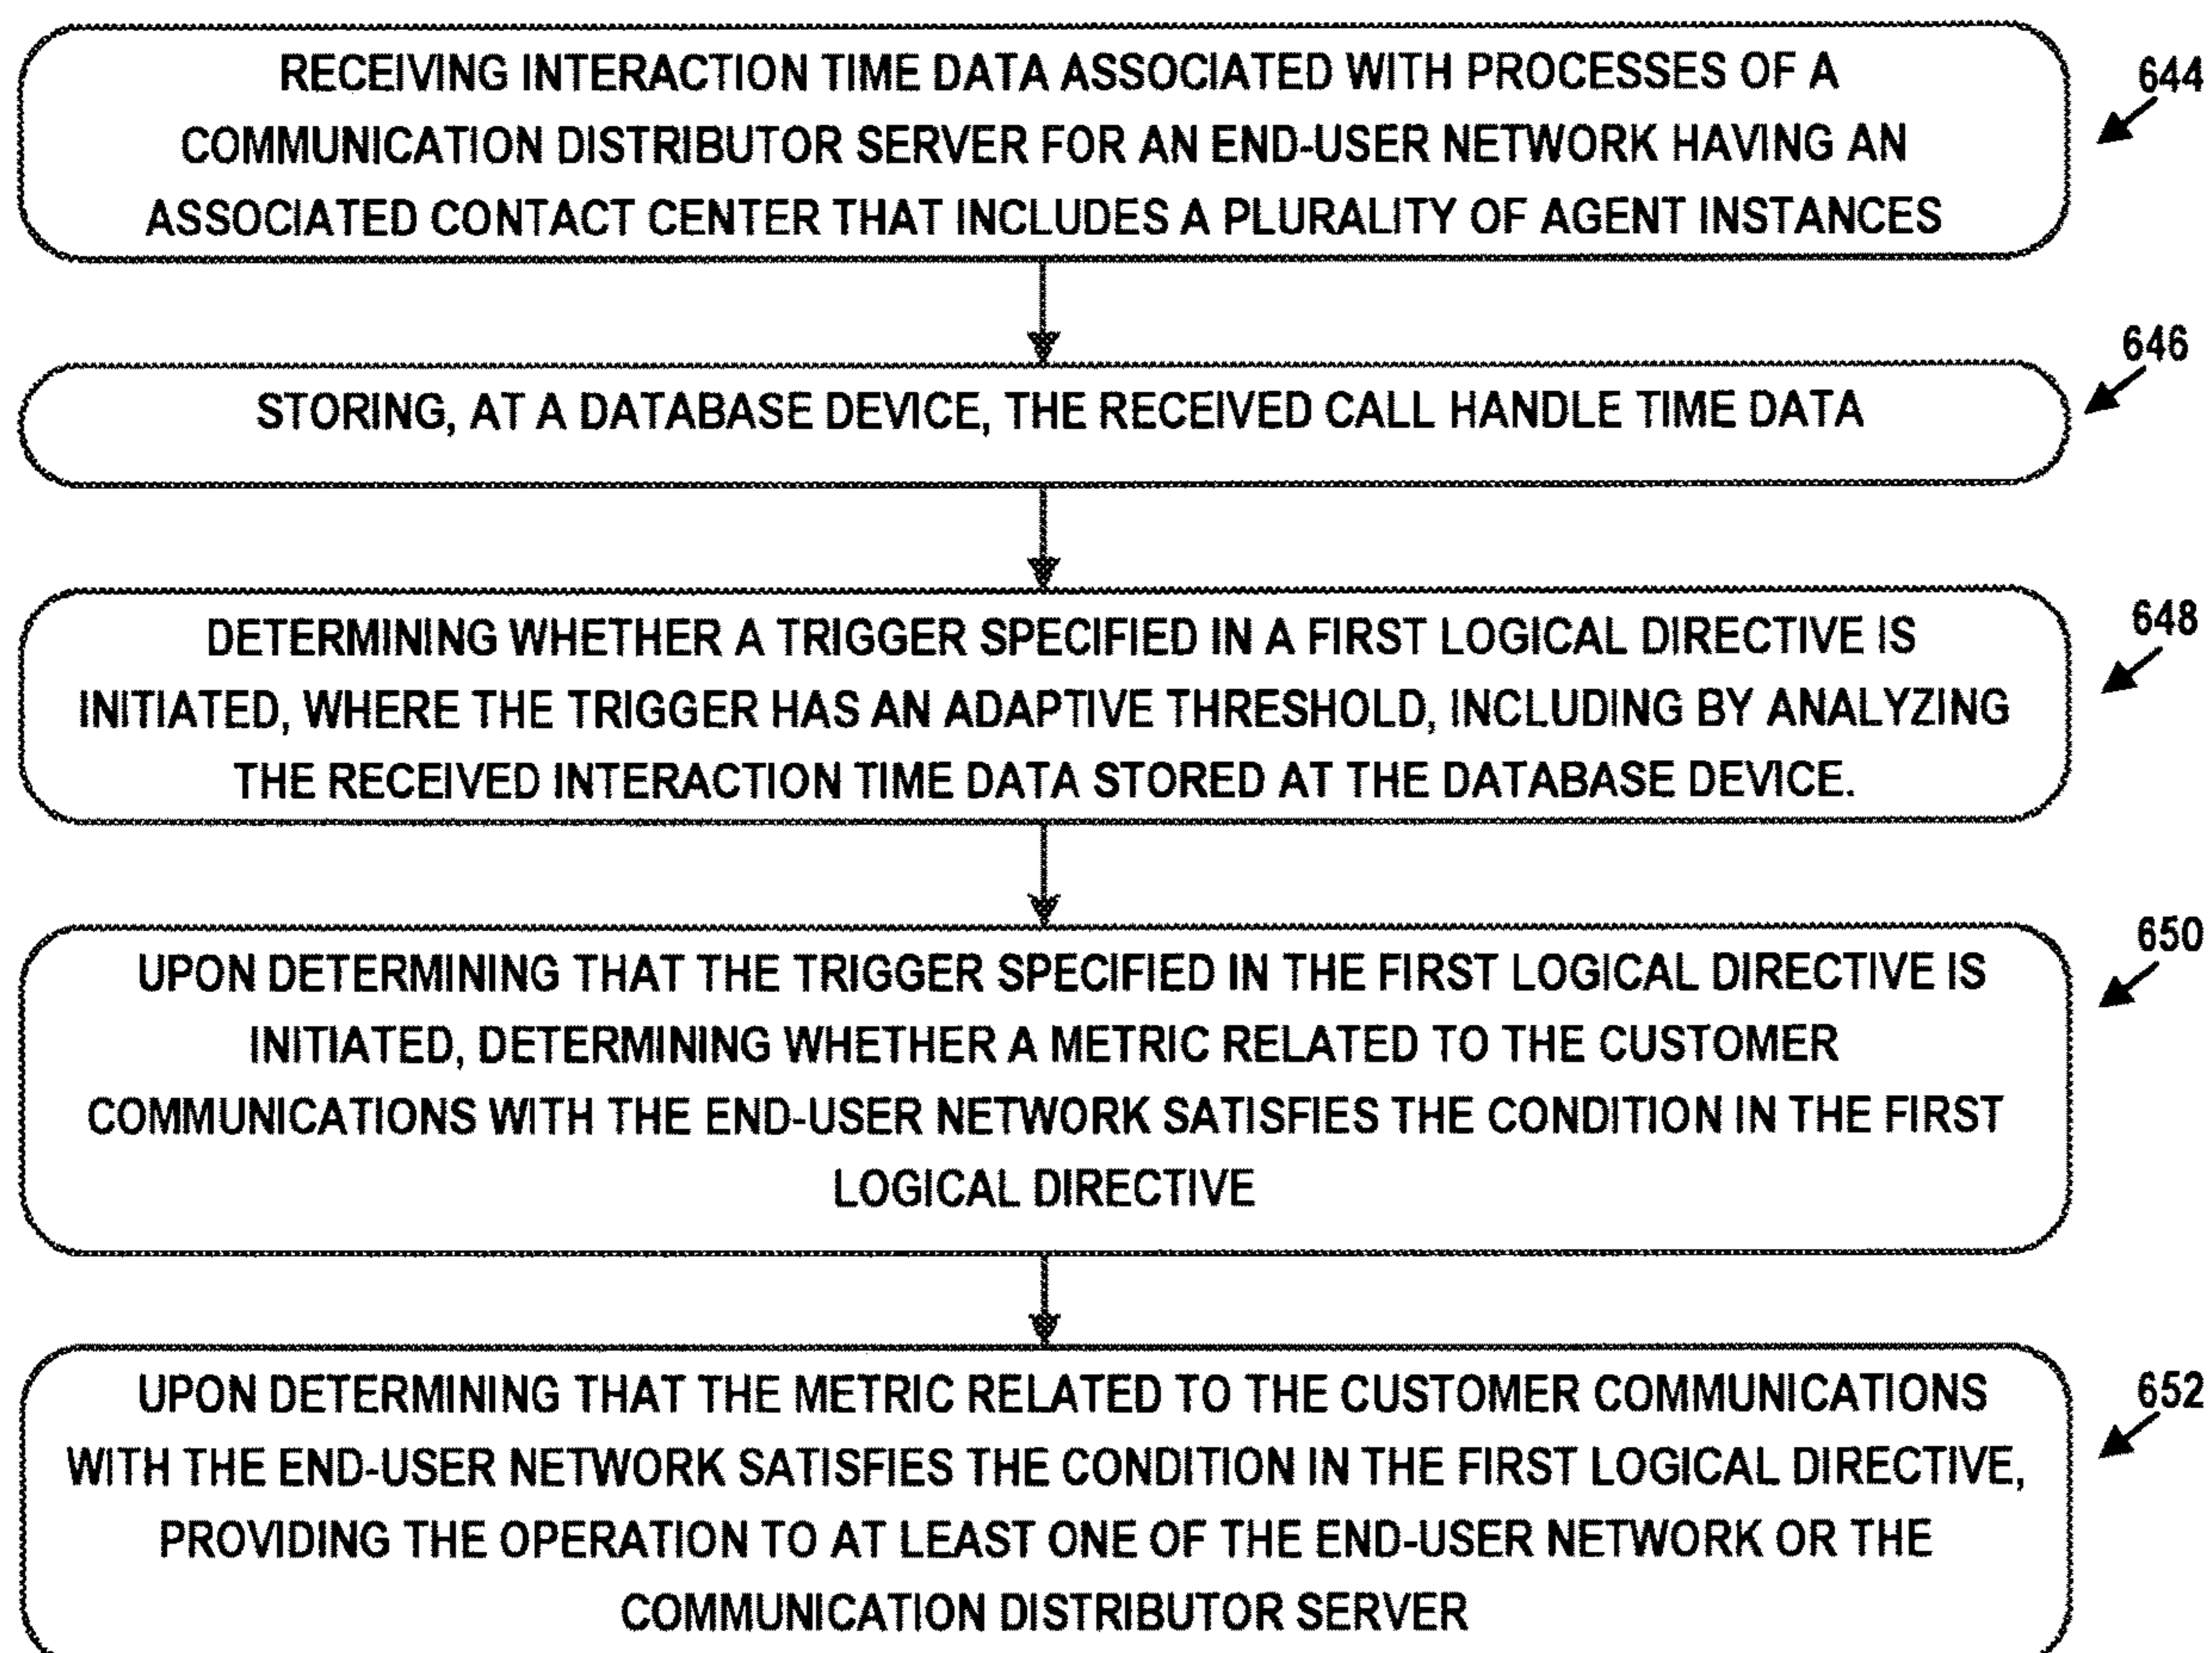 RECEIVING INTERACTION TIME DATA ASSOCIATED WITH PROCESSES OF A
COMMUNICATION DISTRIBUTOR SERVER FOR AN END-USER NETWORK HAVING AN
ASSOCIATED CONTACT CENTER THAT INCLUDES A PLURALITY OF AGENT INSTANCES
644
STORING, AT A DATABASE DEVICE, THE RECEIVED CALL HANDLE TIME DATA
646
DETERMINING WHETHER A TRIGGER SPECIFIED IN A FIRST LOGICAL DIRECTIVE IS
INITIATED, WHERE THE TRIGGER HAS AN ADAPTIVE THRESHOLD, INCLUDING BY ANALYZING
THE RECEIVED INTERACTION TIME DATA STORED AT THE DATABASE DEVICE.
648
UPON DETERMINING THAT THE TRIGGER SPECIFIED IN THE FIRST LOGICAL DIRECTIVE IS
INITIATED, DETERMINING WHETHER A METRIC RELATED TO THE CUSTOMER
COMMUNICATIONS WITH THE END-USER NETWORK SATISFIES THE CONDITION IN THE FIRST
LOGICAL DIRECTIVE
650
UPON DETERMINING THAT THE METRIC RELATED TO THE CUSTOMER COMMUNICATIONS
WITH THE END-USER NETWORK SATISFIES THE CONDITION IN THE FIRST LOGICAL DIRECTIVE,
PROVIDING THE OPERATION TO AT LEAST ONE OF THE END-USER NETWORK OR THE
COMMUNICATION DISTRIBUTOR SERVER
652